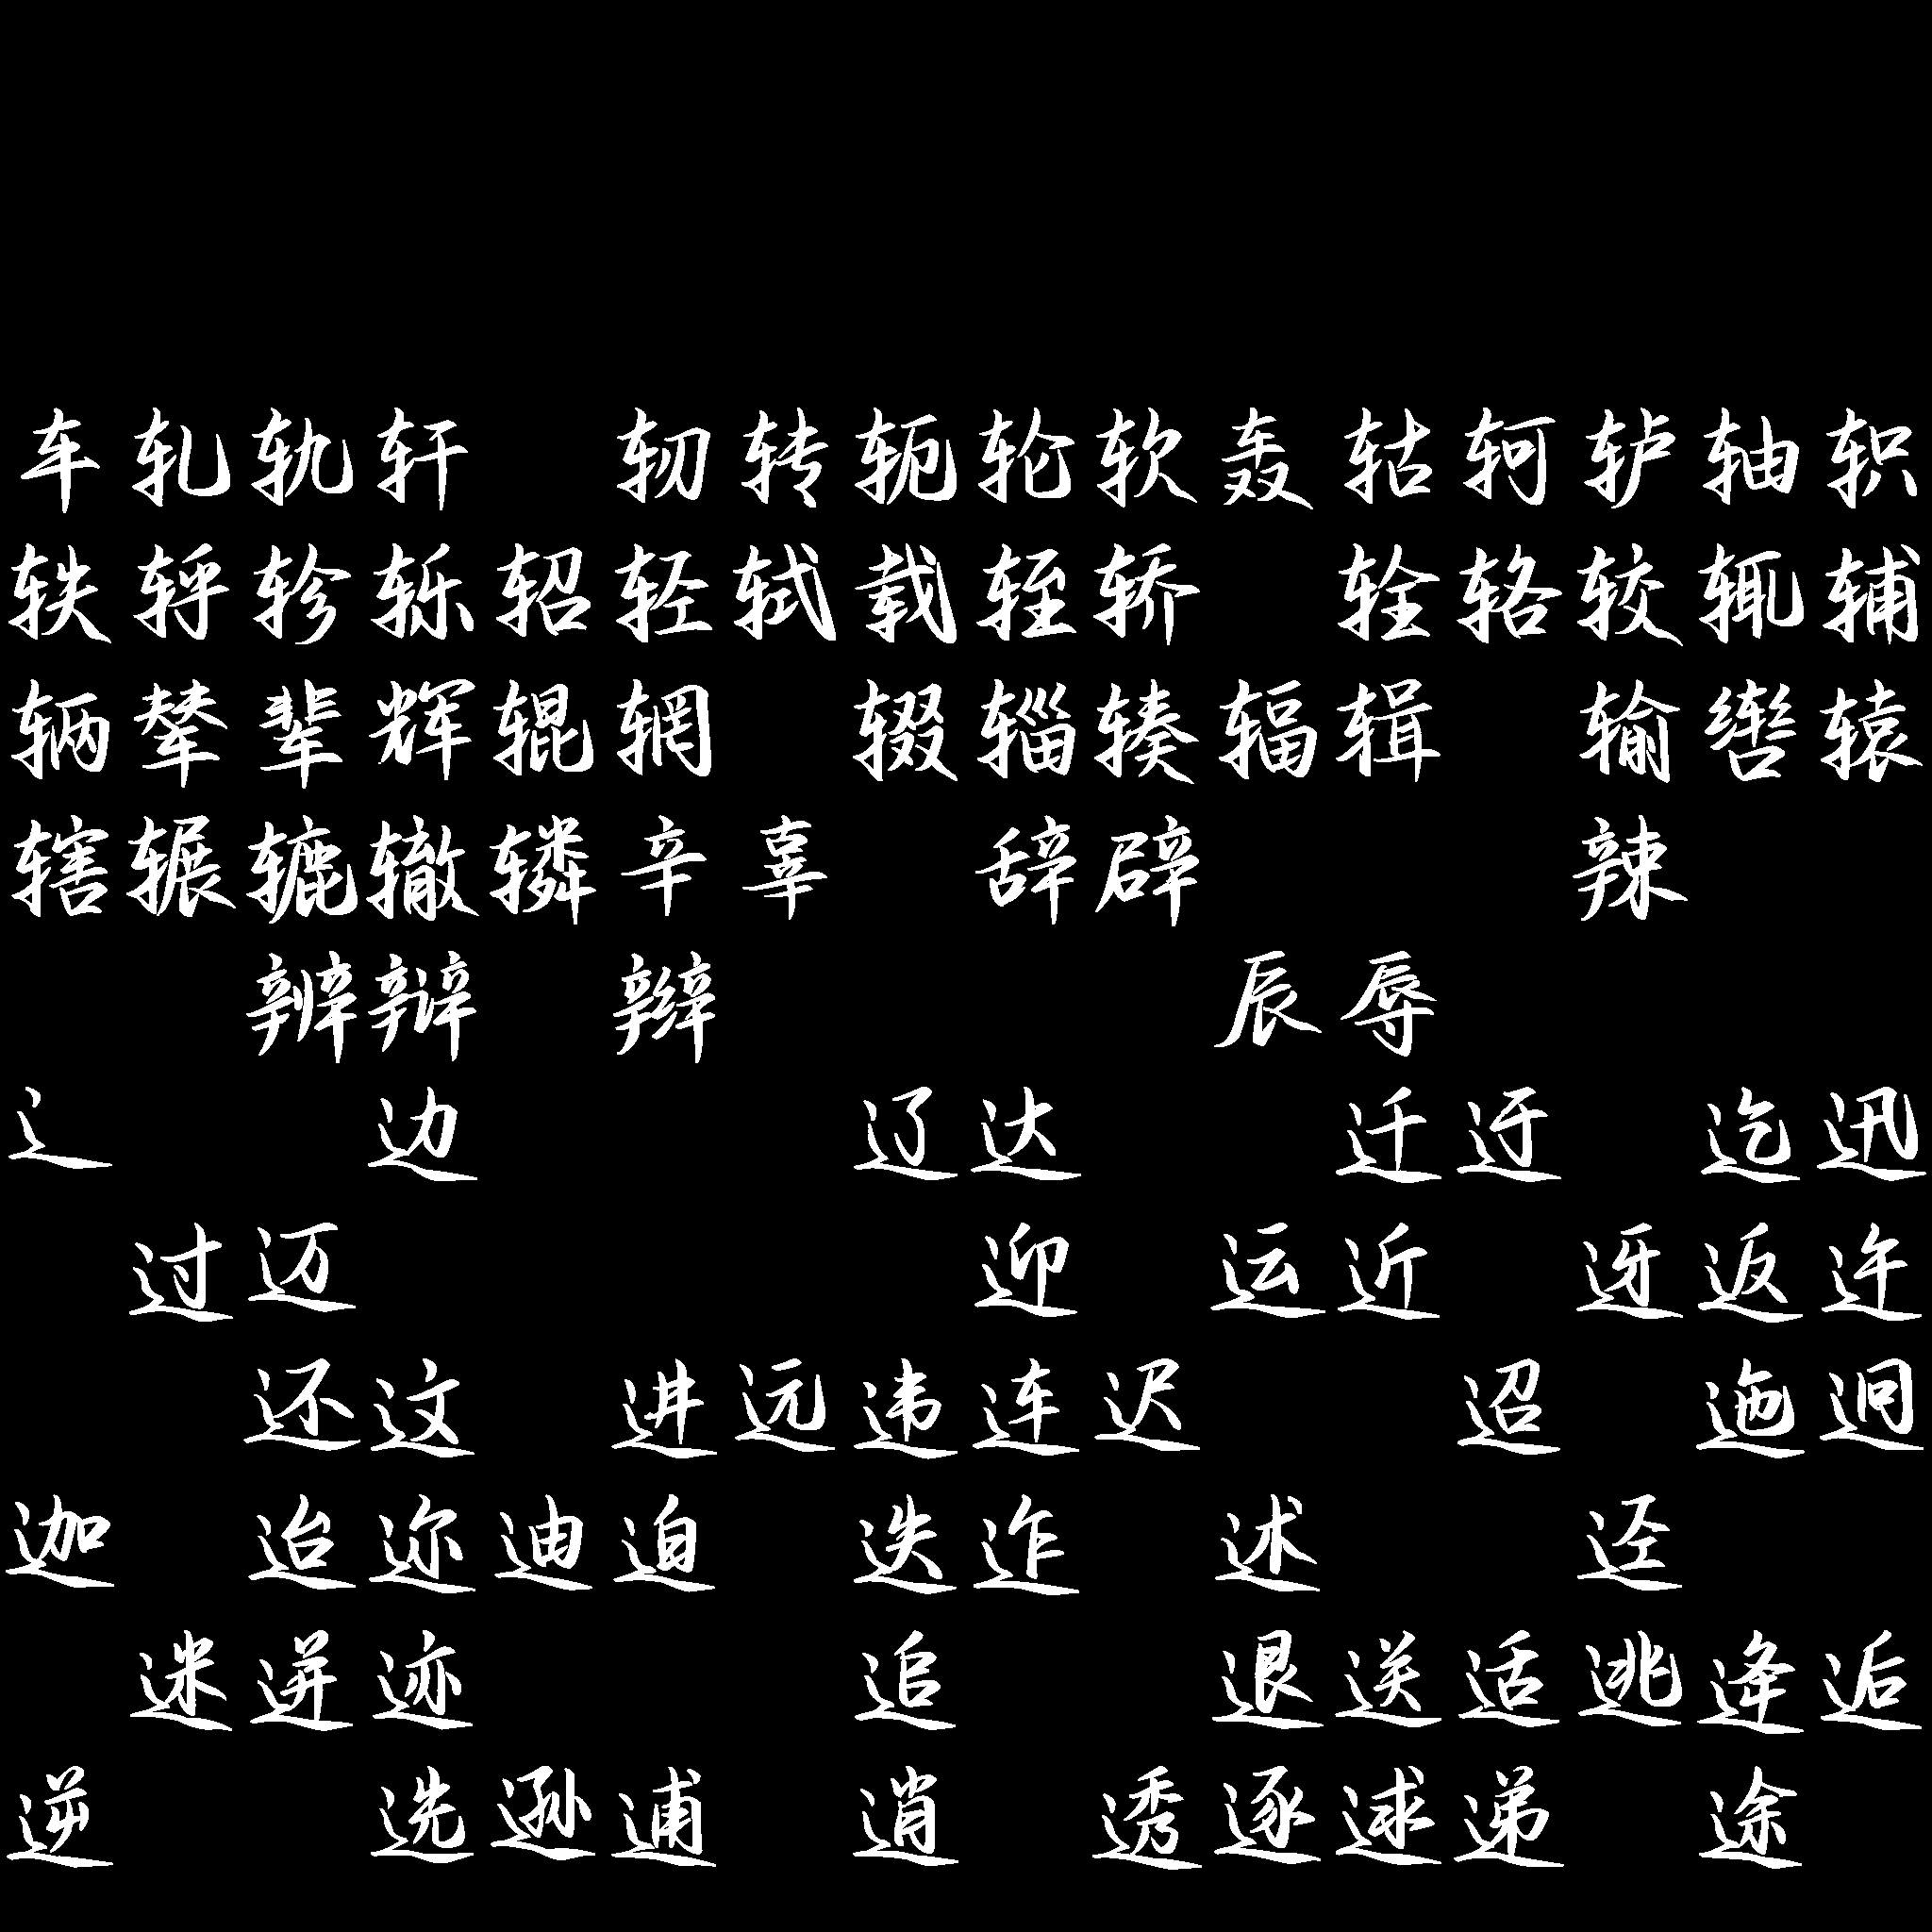 车轧轨轩 轫转轭轮软轰轱轲轳轴轵
轶轷轸轹轺轻轼载轾轿 辁辂较辄辅
辆辇辈辉辊辋 辍辎辏辐辑 输辔辕
辖辗辘辙辚辛辜 辞辟 辣
辨辩 辫 辰辱
辶 边 辽达 迁迂 迄迅
过迈 迎 运近 迓返迕
还这 进远违连迟 迢 迤迥
迦 迨迩迪迫 迭迮 述 迳
迷迸迹 追 退送适逃逄逅
逆 选逊逋 逍 透逐逑递 途